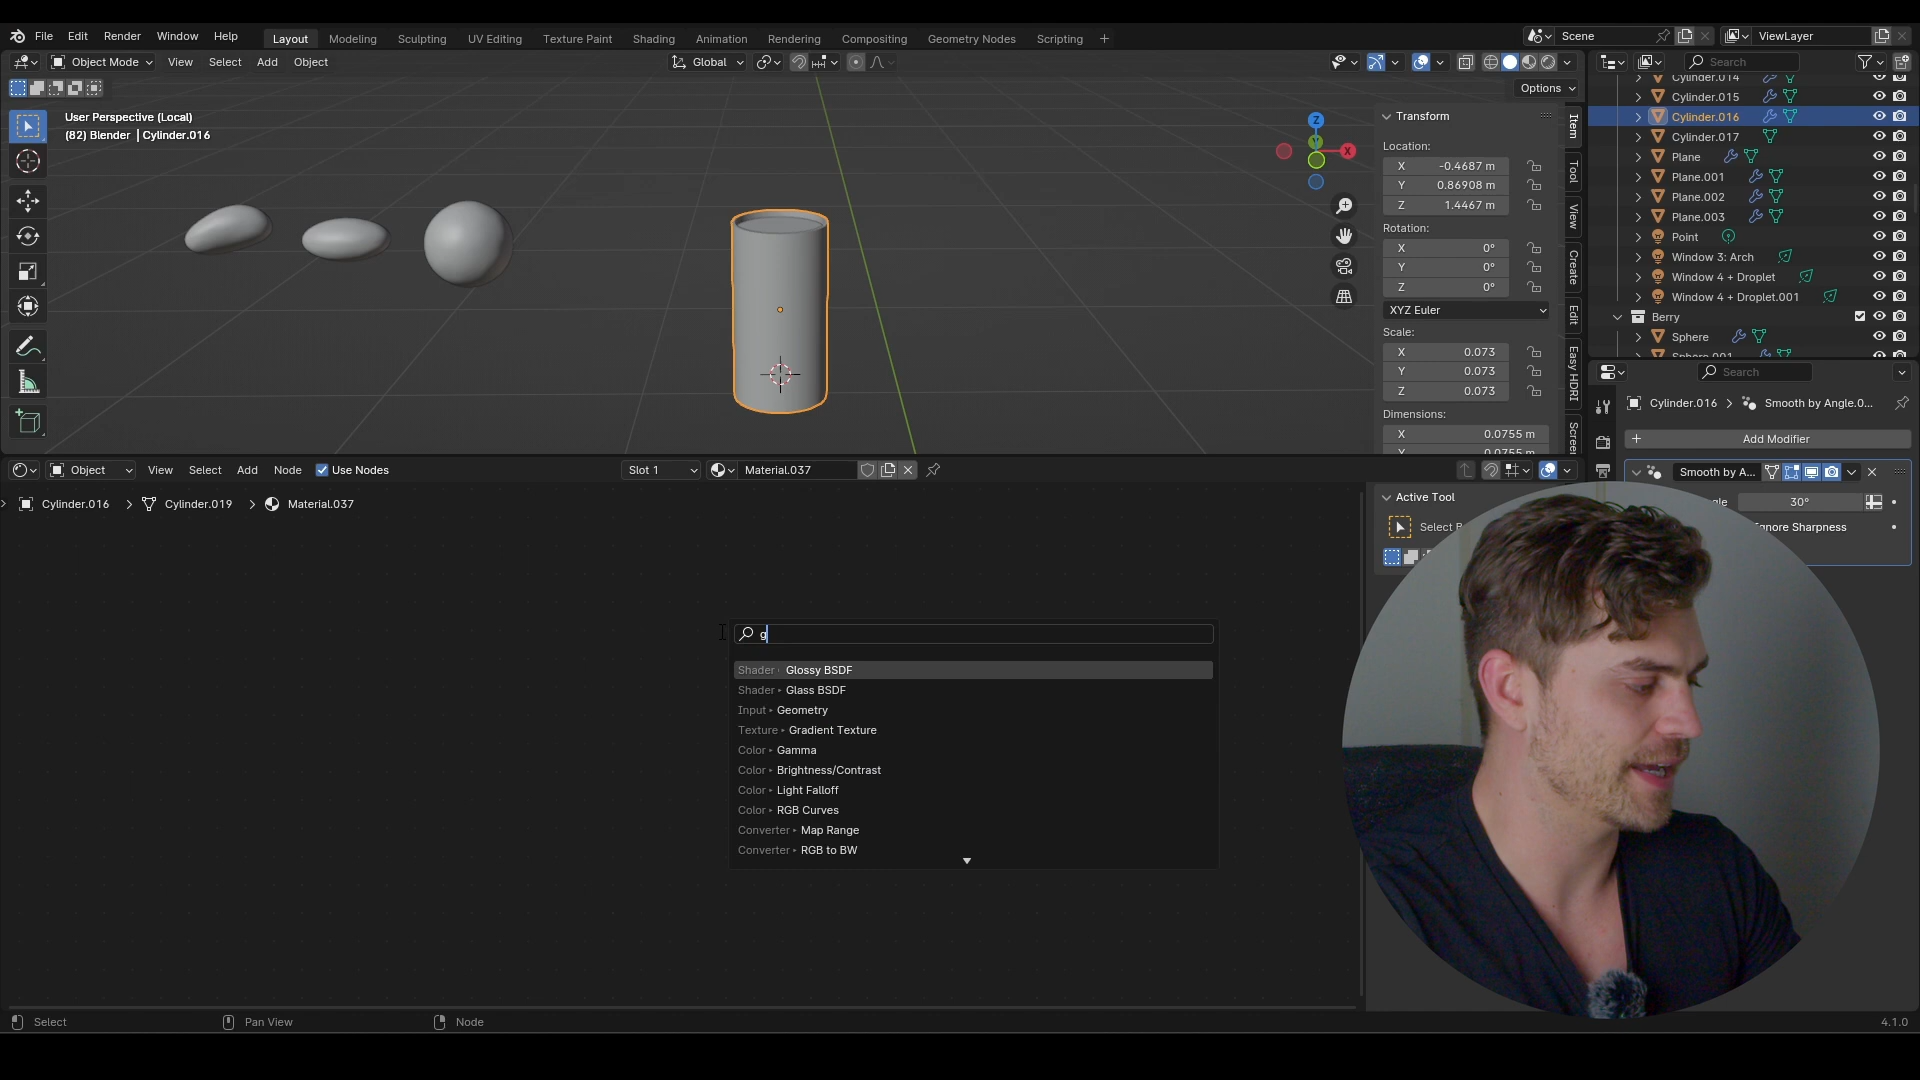 File Edit Render Window Help
Layout Modeling Sculpting UV Editing Texture Paint Shading Animation Rendering Compositing Geometry Nodes Scripting +
Scene
ViewLayer
Object Mode View Select Add Object
Global
Search
Options
User Perspective (Local)
(82) Blender | Cylinder.016
Z
X
Transform
Location:
X -0.4687 m
Y 0.86908 m
Z 1.4467 m
Rotation:
X 0°
Y 0°
Z 0°
XYZ Euler
Scale:
X 0.073
Y 0.073
Z 0.073
Dimensions:
X 0.0755 m
0.0755 m
Item
Tool
View
Create
Edit
Easy HDRI
Screen
Cylinder.014
Cylinder.015
Cylinder.016
Cylinder.017
Plane
Plane.001
Plane.002
Plane.003
Point
Window 3: Arch
Window 4 + Droplet
Window 4 + Droplet.001
Berry
Sphere
Sphere.001
Search
Cylinder.016 > Smooth by Angle.0...
+ Add Modifier
Smooth by A...
gle 30°
gnore Sharpness
Object View Select Add Node Use Nodes
Slot 1
Material.037
Cylinder.016 > Cylinder.019 > Material.037
Active Tool
Select B
g
Shader Glossy BSDF
Shader Glass BSDF
Input Geometry
Texture Gradient Texture
Color Gamma
Color Brightness/Contrast
Color Light Falloff
Color RGB Curves
Converter Map Range
Converter RGB to BW
Select
Pan View
Node
4.1.0